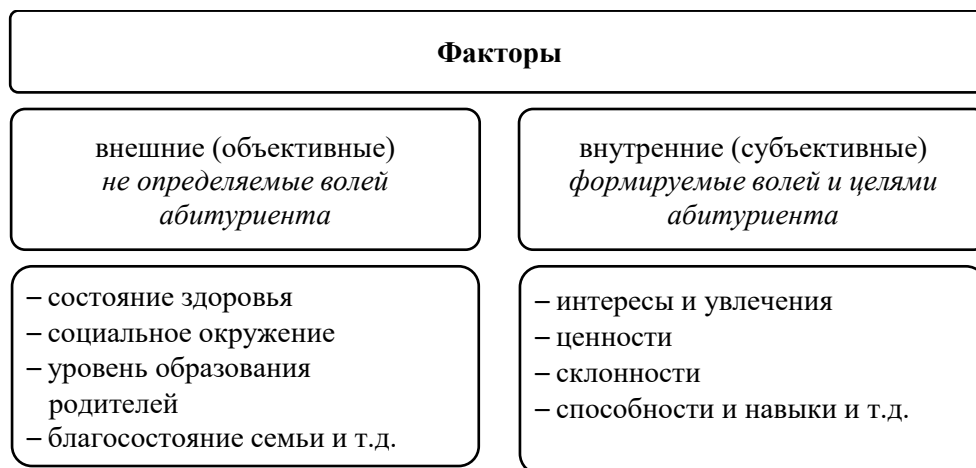 Факторы
внешние (объективные)
не определяемые волей
абитуриента
внутренние (субъективные)
формируемые волей и целями
абитуриента
– состояние здоровья
– социальное окружение
– уровень образования
родителей
– благосостояние семьи и т.д.
– интересы и увлечения
– ценности
– склонности
– способности и навыки и т.д.